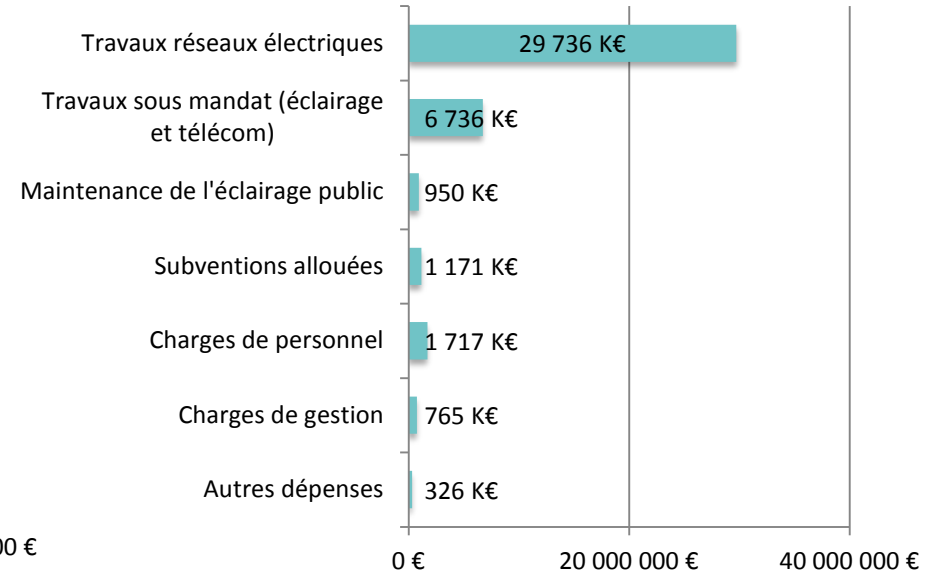 Travaux réseaux électriques
29 736 K€
Travaux sous mandat (éclairage
et télécom)
6 736 K€
Maintenance de l'éclairage public
950 K€
Subventions allouées
1 171 K€
Charges de personnel
1 717 K€
Charges de gestion
765 K€
Autres dépenses
326 K€
00 €
0 €
20 000 000 €
40 000 000 €